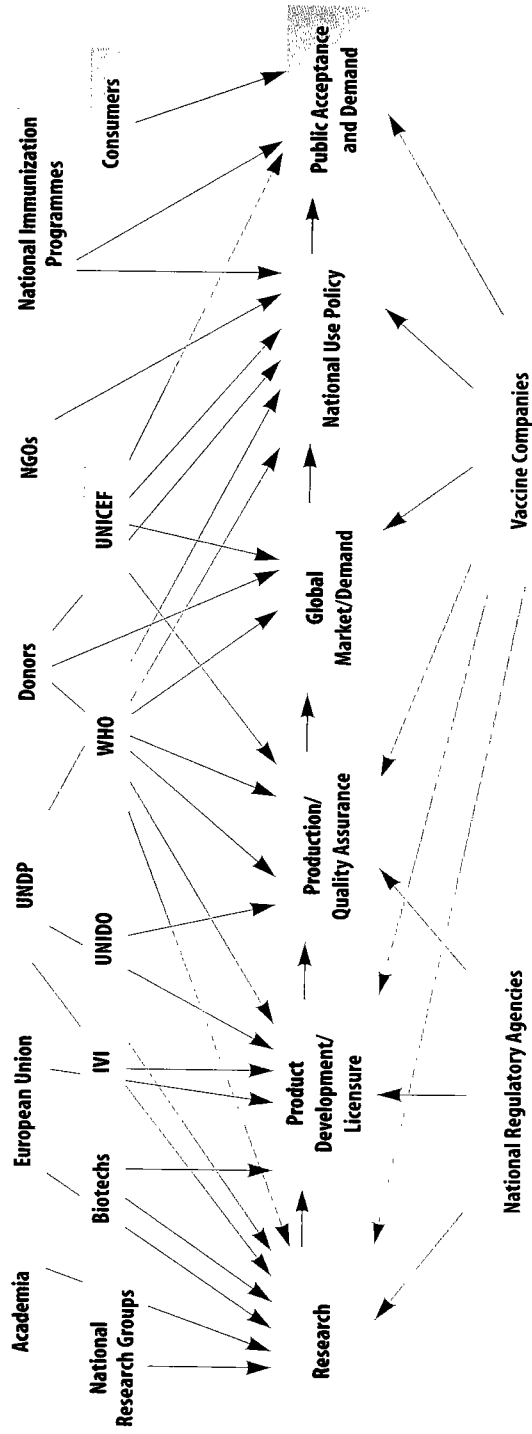 Academia
European Union
UNDP
Donors
NGOs
National Immunization
Programmes
National
Research Groups
Biotechs
IVI
UNIDO
WHO
UNICEF
Consumers
Research
Product
Development/
Licensure
Production/
Quality Assurance
Global
Market/Demand
National Use Policy
Public Acceptance
and Demand
National Regulatory Agencies
Vaccine Companies